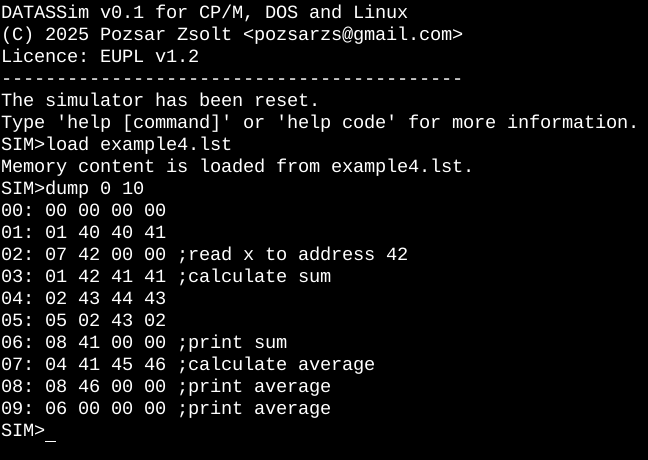 DATASSim v0.1 for CP/M, DOS and Linux
(C) 2025 Pozsar Zsolt <pozsarzs@gmail.com>
Licence: EUPL v1.2
------------------------------------------
The simulator has been reset.
Type 'help [command]' or 'help code' for more information.
SIM>load example4.lst
Memory content is loaded from example4.lst.
SIM>dump 0 10
00: 00 00 00 00
01: 01 40 40 41
02: 07 42 00 00 ;read x to address 42
03: 01 42 41 41 ;calculate sum
04: 02 43 44 43
05: 05 02 43 02
06: 08 41 00 00 ;print sum
07: 04 41 45 46 ;calculate average
08: 08 46 00 00 ;print average
09: 06 00 00 00 ;print average
SIM>_